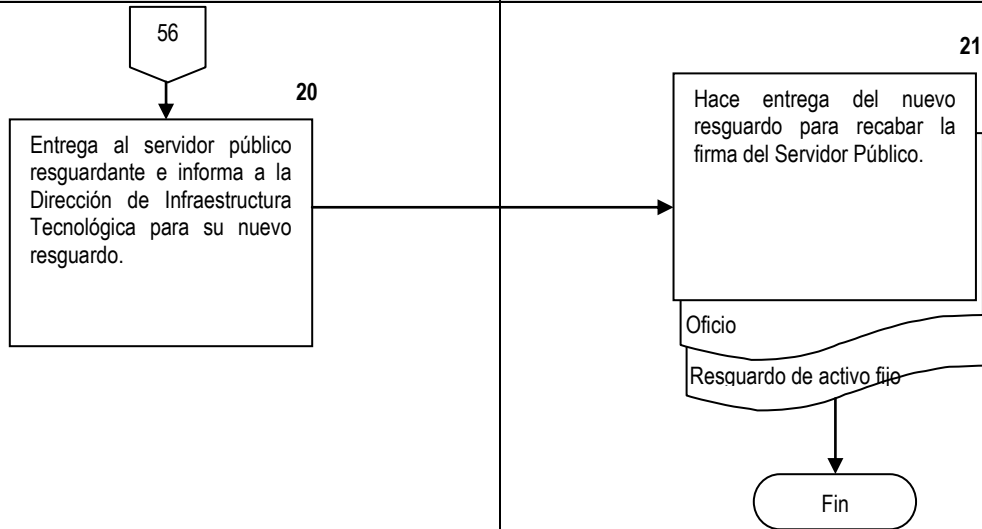 56
20
Entrega al servidor público
resguardante e informa a la
Dirección de Infraestructura
Tecnológica para su nuevo
resguardo.
21
Hace entrega del nuevo
resguardo para recabar la
firma del Servidor Público.
Oficio
Resguardo de activo fijo
Fin